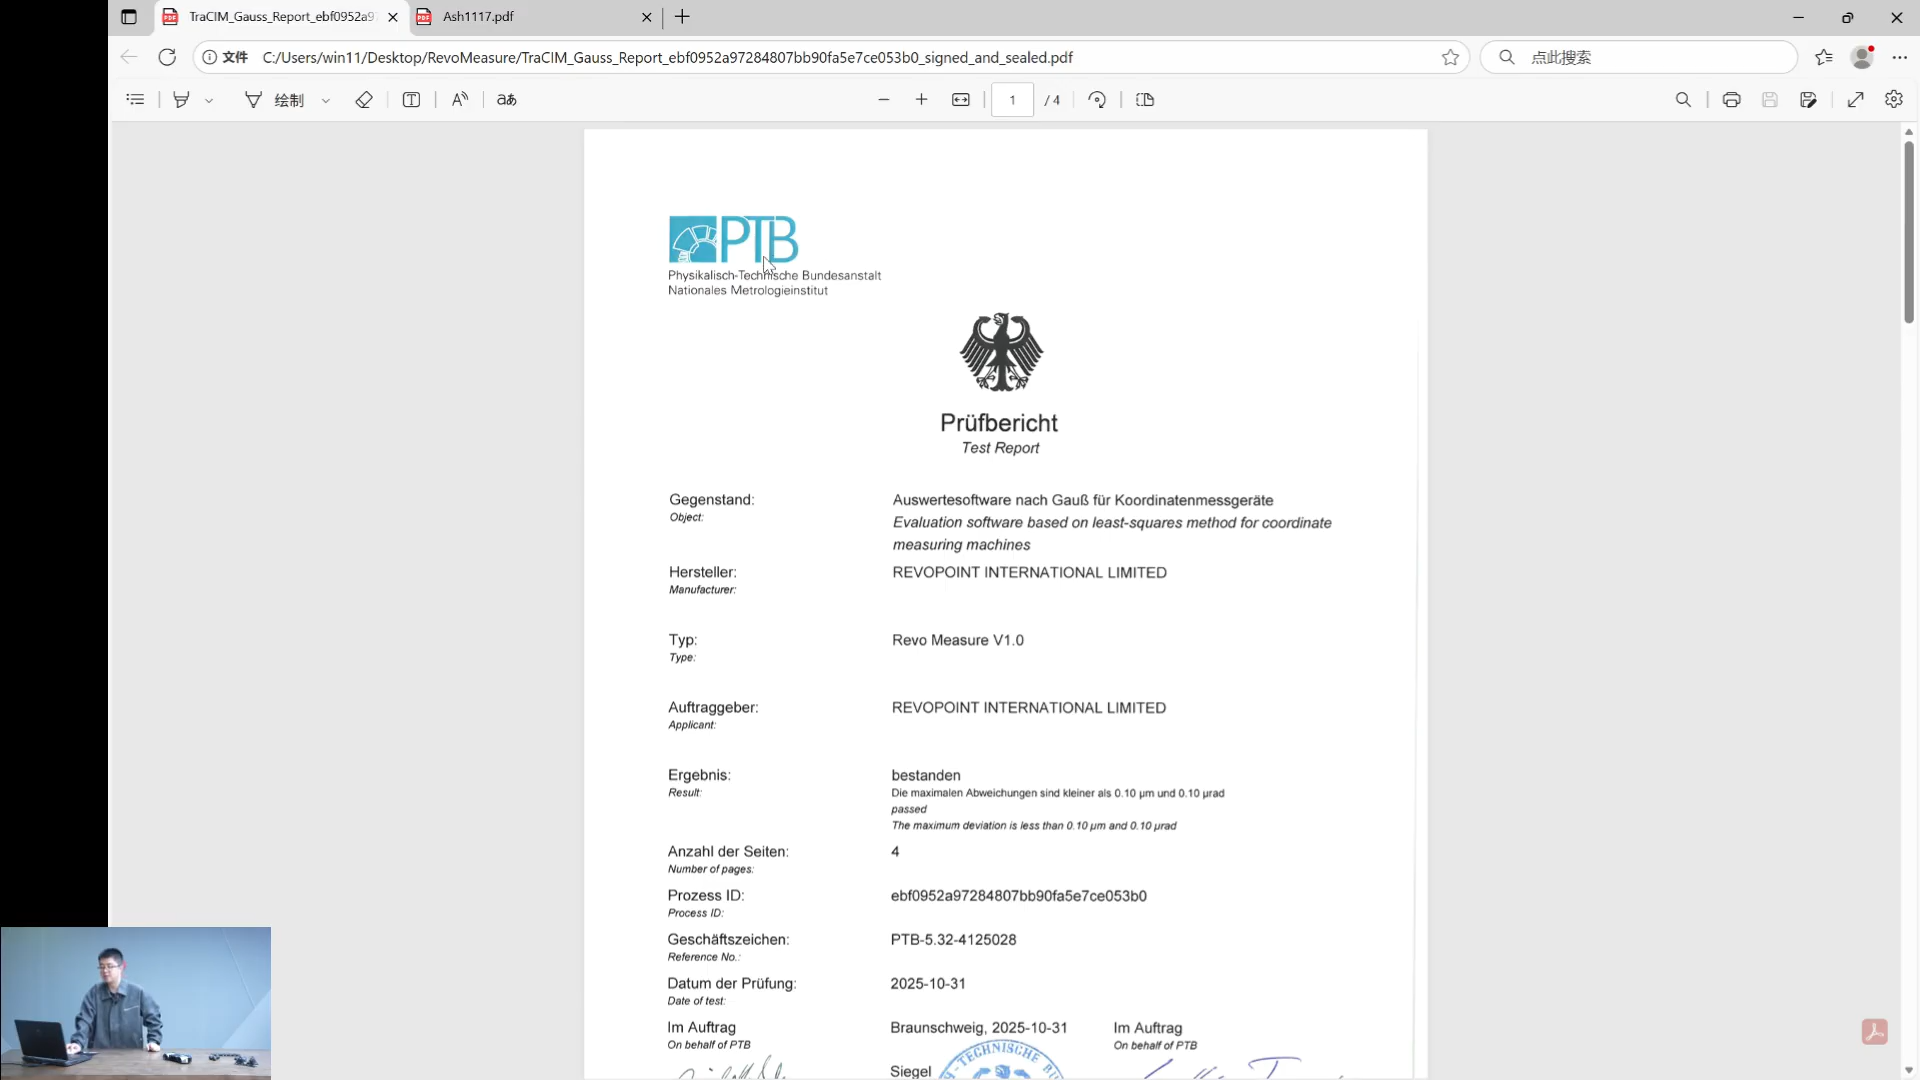 TraCIM_Gauss_Report_ebf0952a9
Ash1117.pdf
文件
C:/Users/win11/Desktop/RevoMeasure/TraCIM_Gauss_Report_ebf0952a97284807bb90fa5e7ce053b0_signed_and_sealed.pdf
点此搜索
绘制
aあ
1
/ 4
PTB
Physikalisch-Technische Bundesanstalt
Nationales Metrologieinstitut
Prüfbericht
Test Report
Gegenstand:
Object:
Auswertesoftware nach Gauß für Koordinatenmessgeräte
Evaluation software based on least-squares method for coordinate
measuring machines
Hersteller:
Manufacturer:
REVOPOINT INTERNATIONAL LIMITED
Typ:
Type:
Revo Measure V1.0
Auftraggeber:
Applicant:
REVOPOINT INTERNATIONAL LIMITED
Ergebnis:
Result:
bestanden
Die maximalen Abweichungen sind kleiner als 0.10 µm und 0.10 µrad
passed
The maximum deviation is less than 0.10 µm and 0.10 µrad
Anzahl der Seiten:
Number of pages:
4
Prozess ID:
Process ID:
ebf0952a97284807bb90fa5e7ce053b0
Geschäftszeichen:
Reference No.:
PTB-5.32-4125028
Datum der Prüfung:
Date of test:
2025-10-31
Im Auftrag
On behalf of PTB
Braunschweig, 2025-10-31
Im Auftrag
On behalf of PTB
Siegel